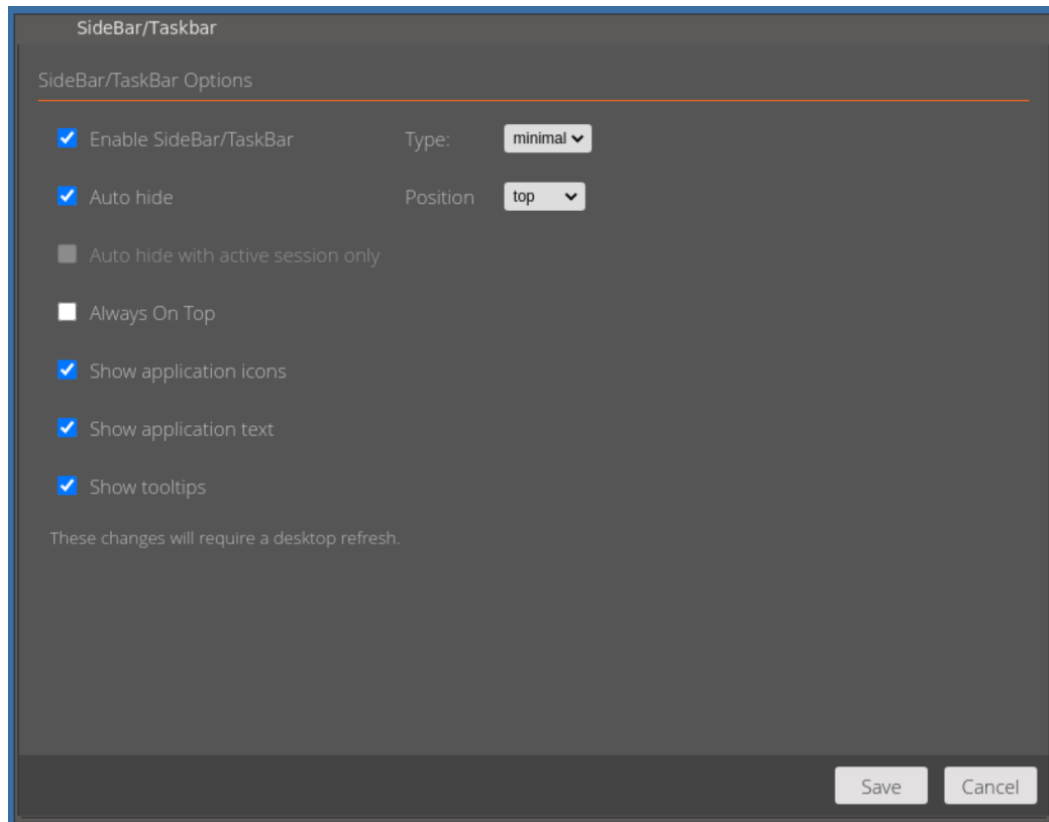 SideBar/Taskbar
SideBar/TaskBar Options
Enable SideBar/TaskBar Type: minimal
Auto hide Position top
Auto hide with active session only
Always On Top
Show application icons
Show application text
Show tooltips
These changes will require a desktop refresh.
Save Cancel